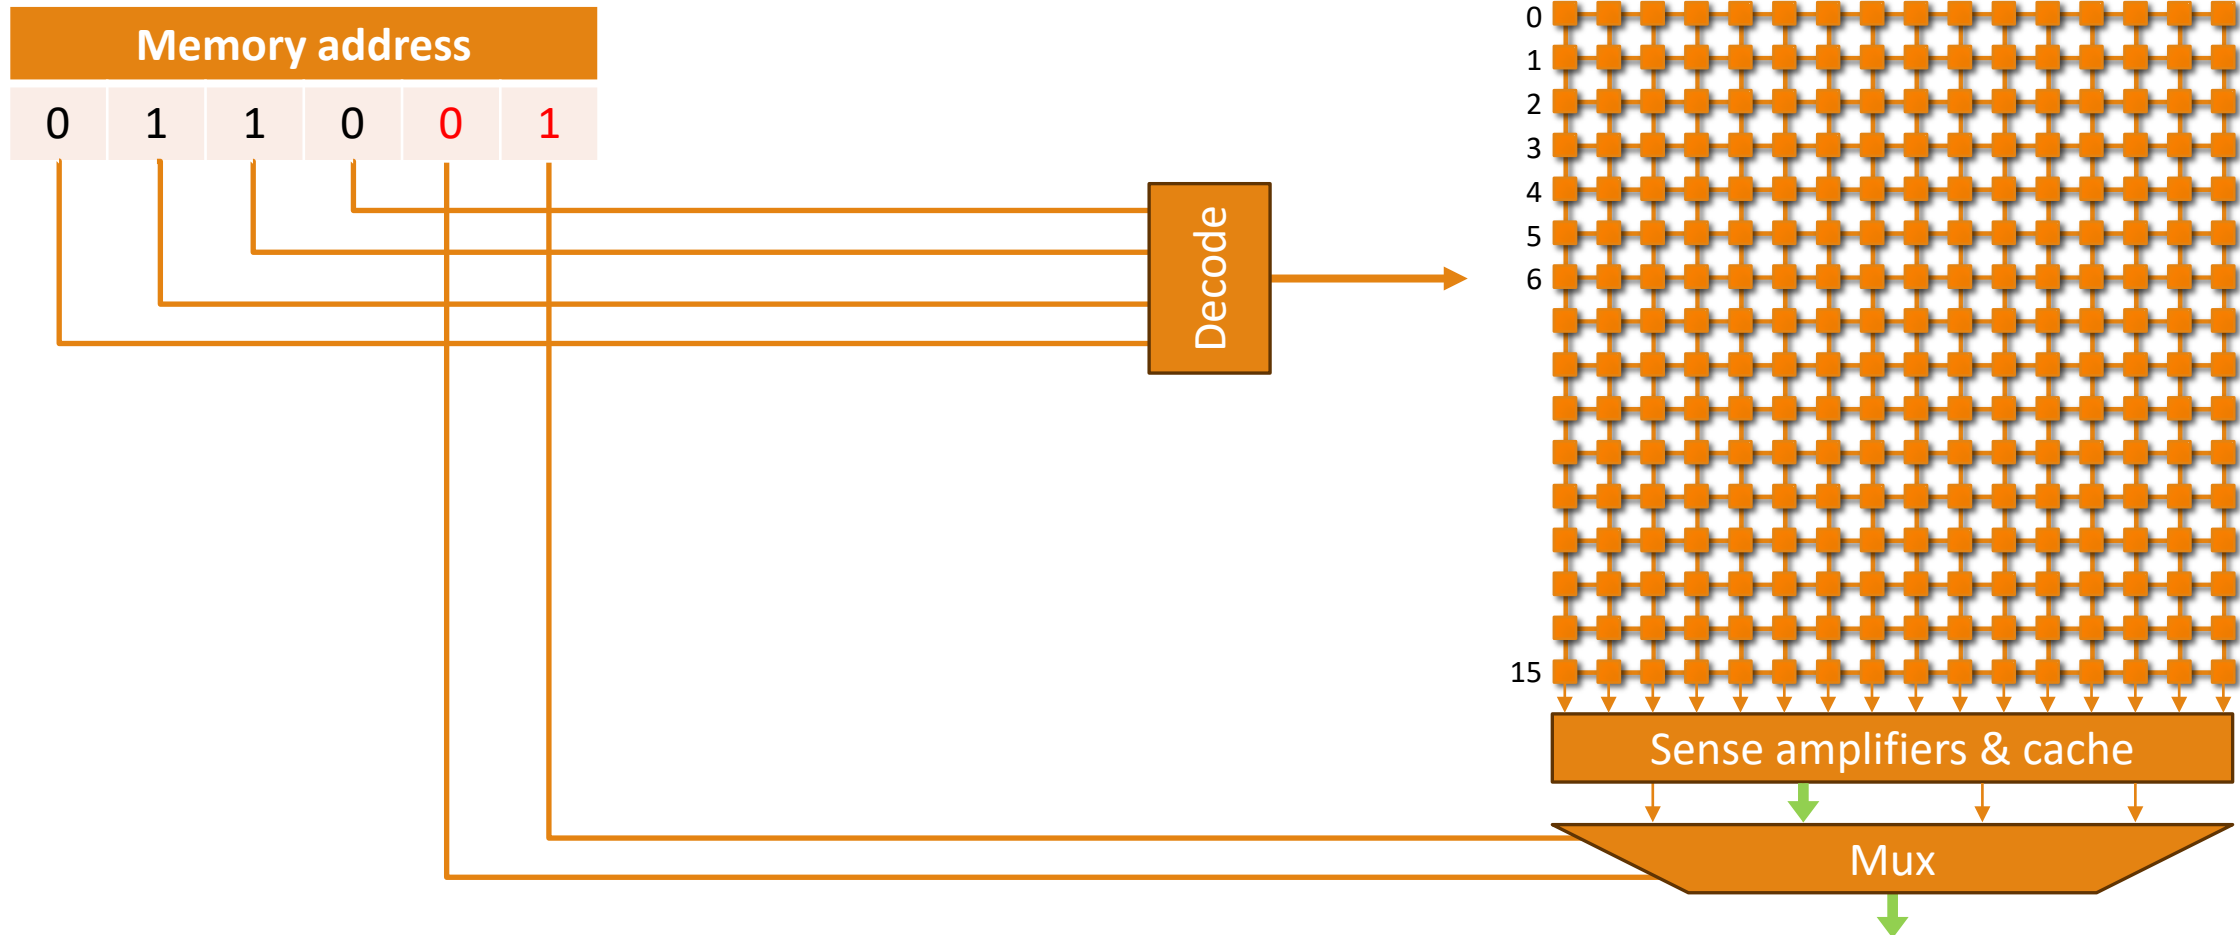 Memory address
0 1 1 0 0 1
Decode
0
1
2
3
4
5
6
15
Sense amplifiers & cache
Mux